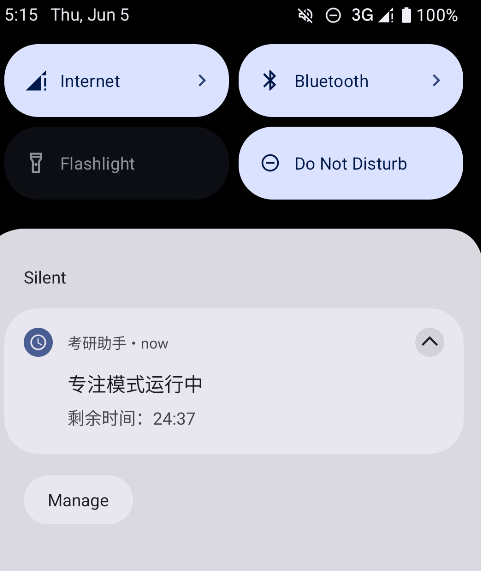 5:15 Thu, Jun 5 3G 100%
Internet Bluetooth
Flashlight Do Not Disturb
Silent
考研助手 • now
专注模式运行中
剩余时间：24:37
Manage